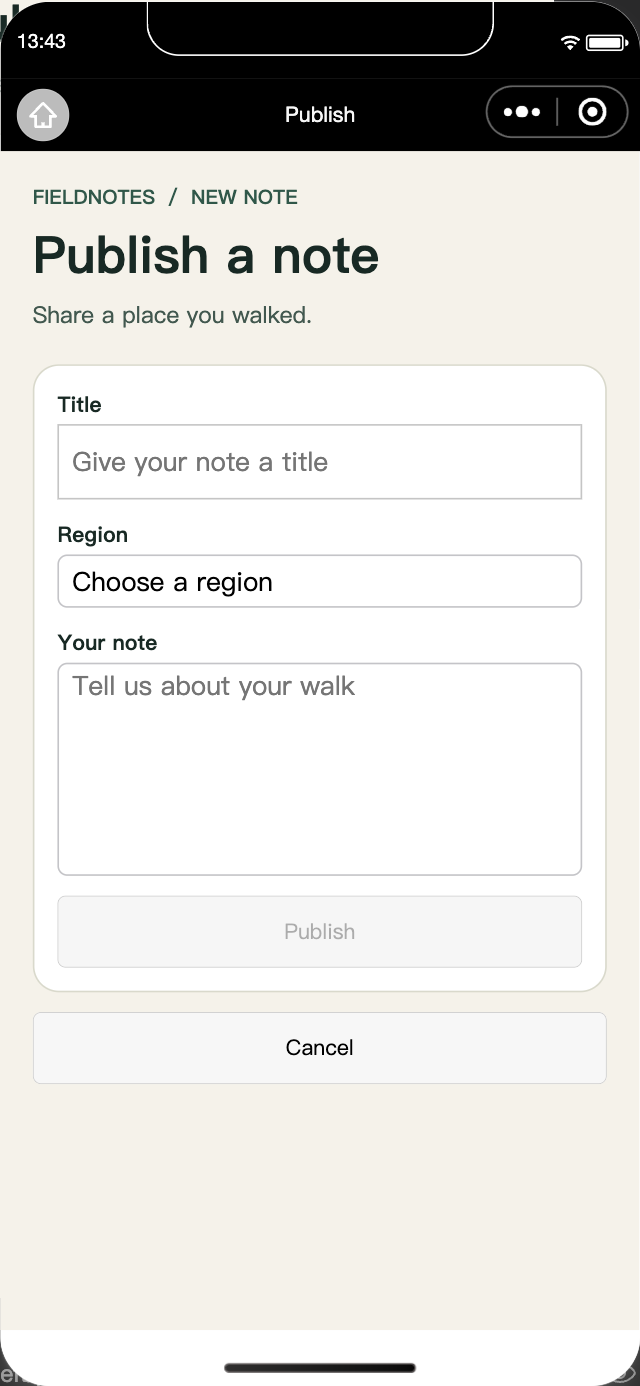 13:43
Publish
FIELDNOTES / NEW NOTE
Publish a note
Share a place you walked.
Title
Give your note a title
Region
Choose a region
Your note
Tell us about your walk
Publish
Cancel